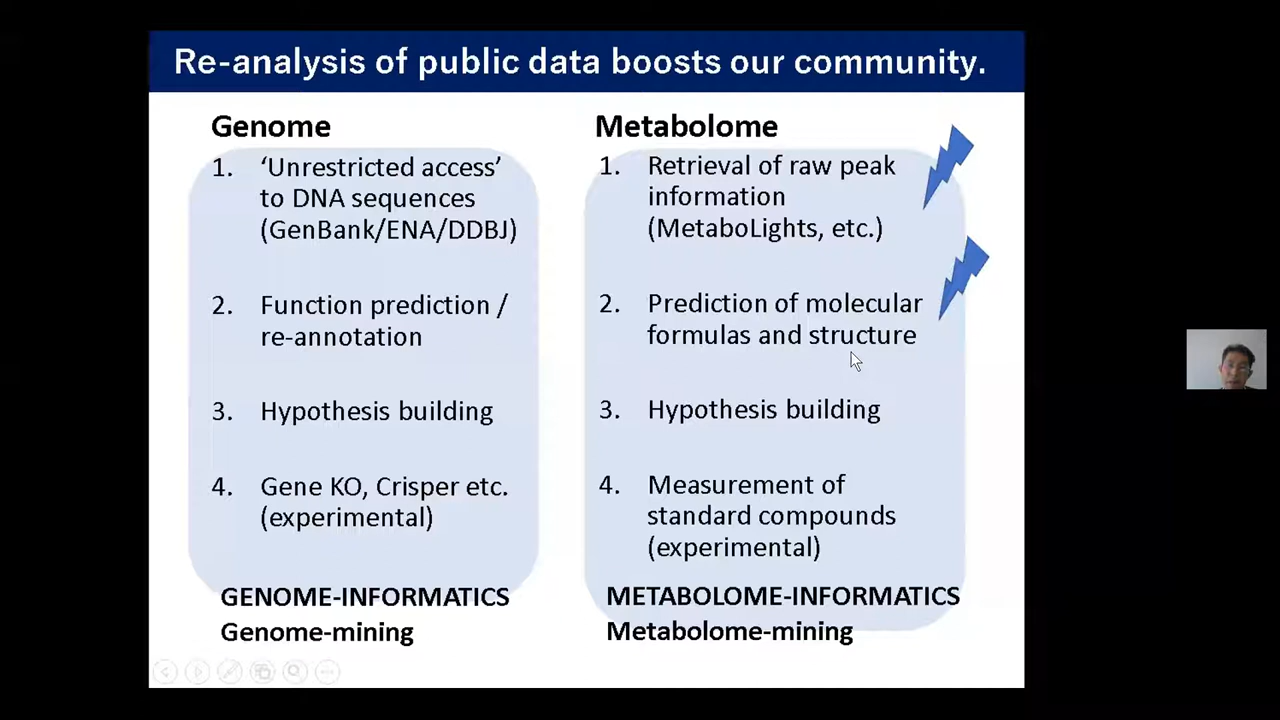 Re-analysis of public data boosts our community.
Genome
1. ‘Unrestricted access’
to DNA sequences
(GenBank/ENA/DDBJ)
2. Function prediction /
re-annotation
3. Hypothesis building
4. Gene KO, Crisper etc.
(experimental)
GENOME-INFORMATICS
Genome-mining
Metabolome
1. Retrieval of raw peak
information
(MetaboLights, etc.)
2. Prediction of molecular
formulas and structure
3. Hypothesis building
4. Measurement of
standard compounds
(experimental)
METABOLOME-INFORMATICS
Metabolome-mining